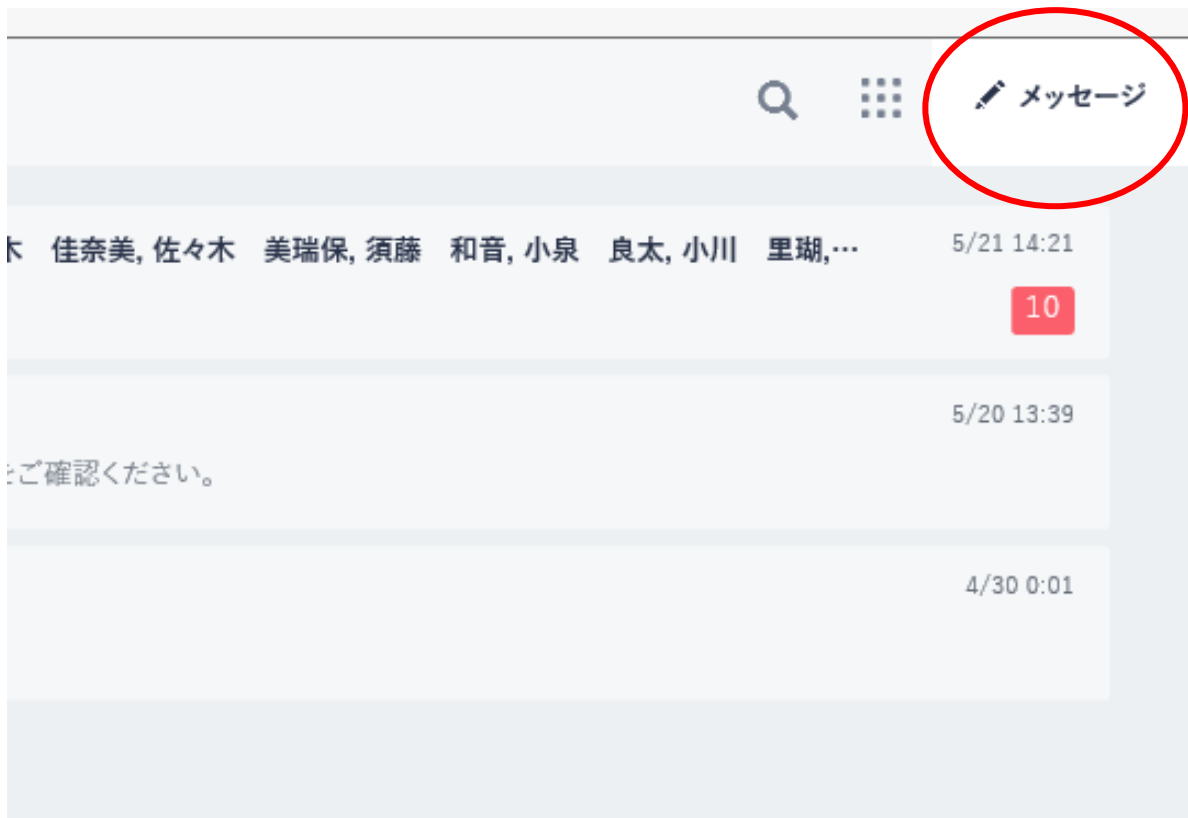 メッセージ
木　佳奈美, 佐々木　美瑞保, 須藤　和音, 小泉　良太, 小川　里瑚,…
5/21 14:21
10
5/20 13:39
をご確認ください。
4/30 0:01